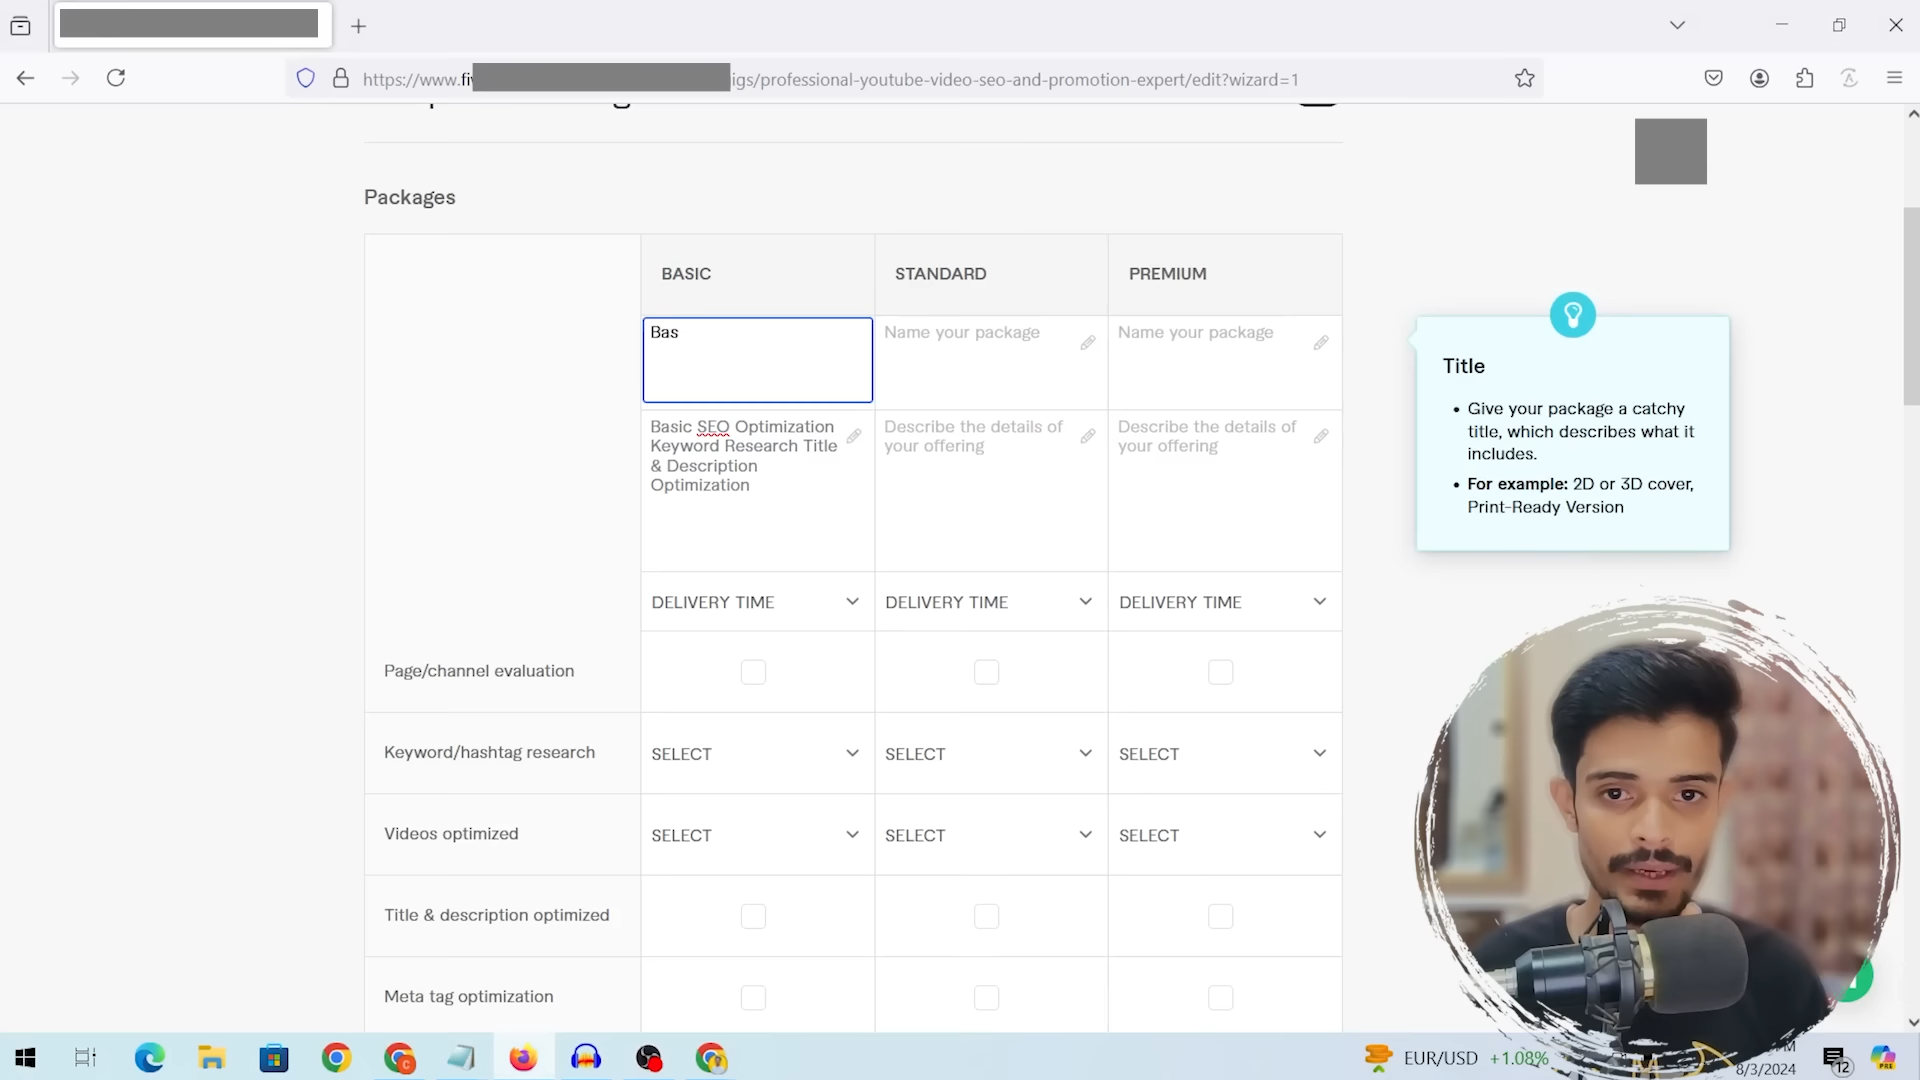 https://www.fi
igs/professional-youtube-video-seo-and-promotion-expert/edit?wizard=1
Packages
BASIC
STANDARD
PREMIUM
Bas
Name your package
Name your package
Basic SEO Optimization
Keyword Research Title
& Description
Optimization
Describe the details of
your offering
Describe the details of
your offering
DELIVERY TIME
DELIVERY TIME
DELIVERY TIME
Page/channel evaluation
Keyword/hashtag research
SELECT
SELECT
SELECT
Videos optimized
SELECT
SELECT
SELECT
Title & description optimized
Meta tag optimization
Title
• Give your package a catchy
title, which describes what it
includes.
• For example: 2D or 3D cover,
Print-Ready Version
EUR/USD +1.08%
8/3/2024
12
PRE